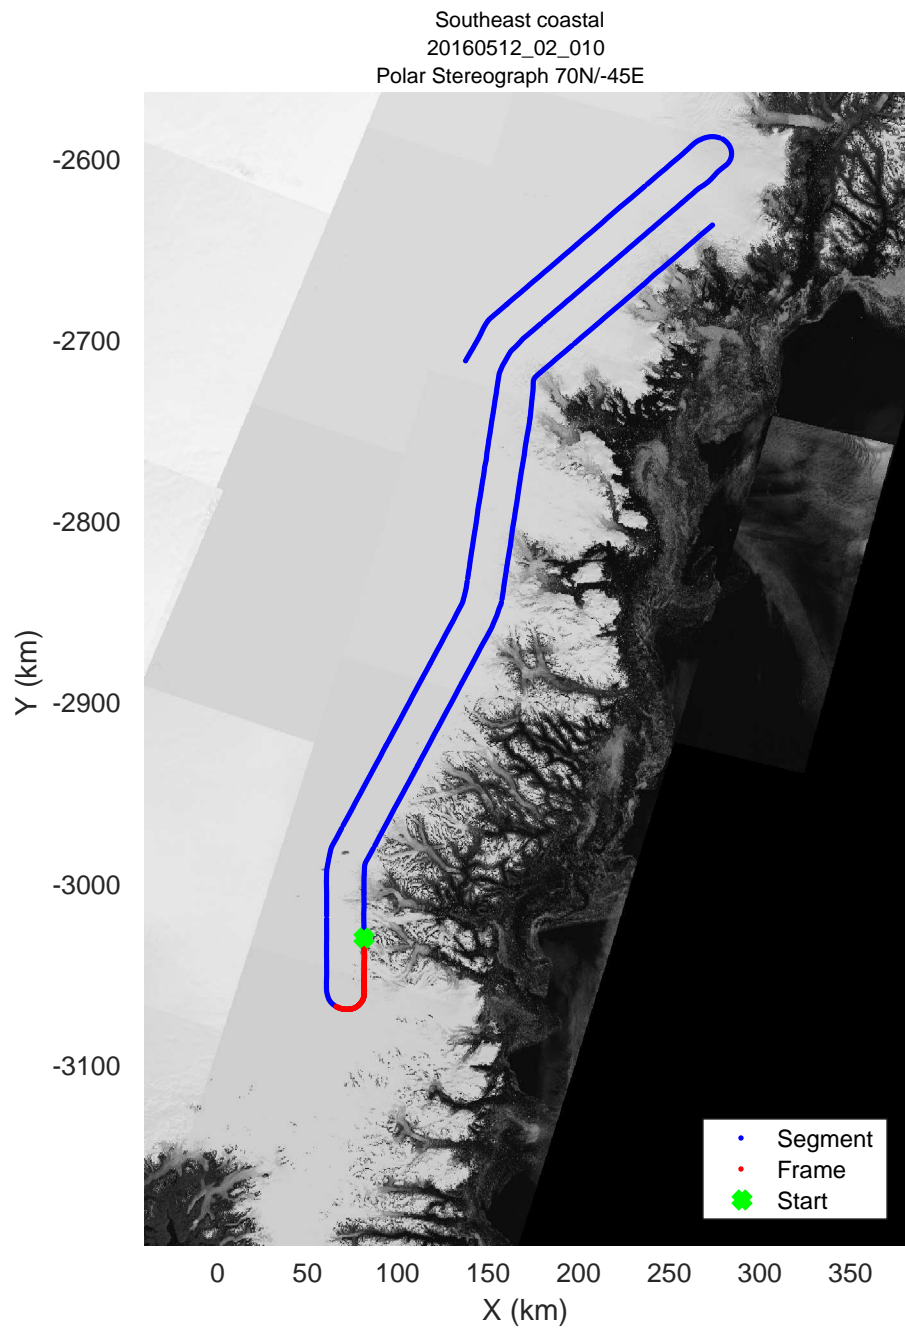 Southeast coastal
20160512_02_010
Polar Stereograph 70N/-45E
-2600
-2700
-2800
-2900
-3000
-3100
Y (km)
Segment
Frame
Start
0 50 100 150 200 250 300 350
X (km)